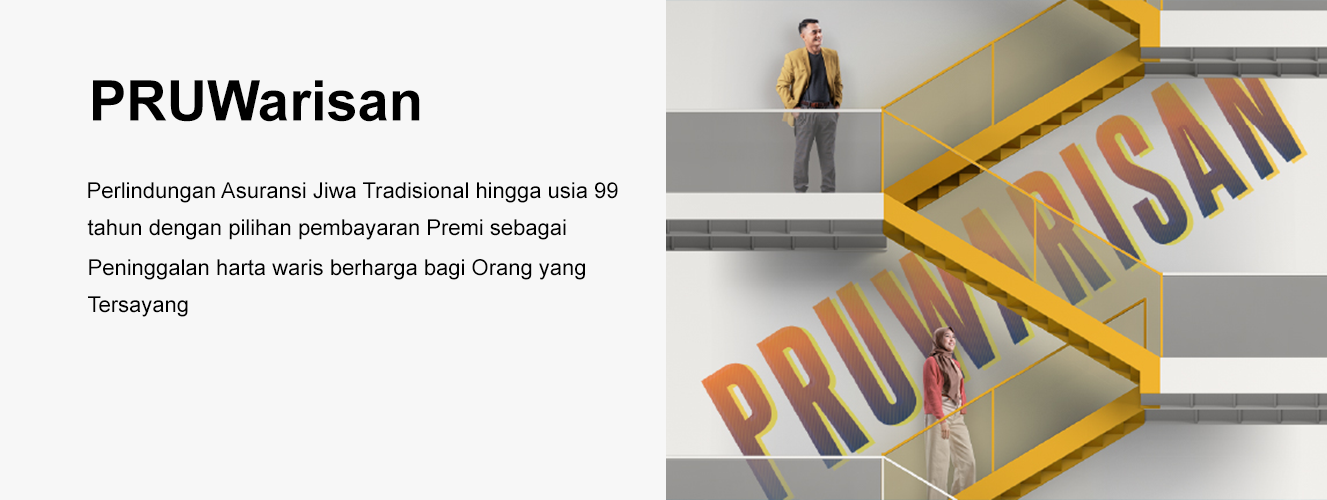 PRUWarisan
Perlindungan Asuransi Jiwa Tradisional hingga usia 99
tahun dengan pilihan pembayaran Premi sebagai
Peninggalan harta waris berharga bagi Orang yang
Tersayang
PRUWARISAN